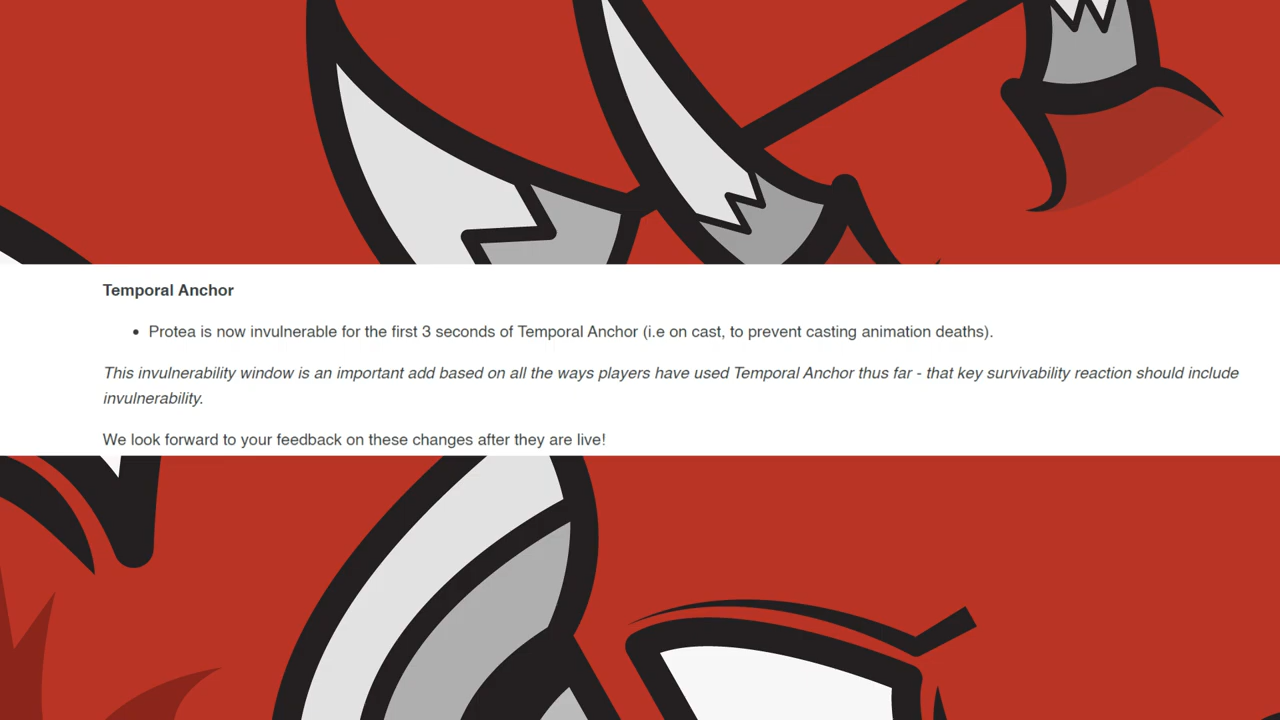 Temporal Anchor
• Protea is now invulnerable for the first 3 seconds of Temporal Anchor (i.e on cast, to prevent casting animation deaths).
This invulnerability window is an important add based on all the ways players have used Temporal Anchor thus far - that key survivability reaction should include
invulnerability.
We look forward to your feedback on these changes after they are live!